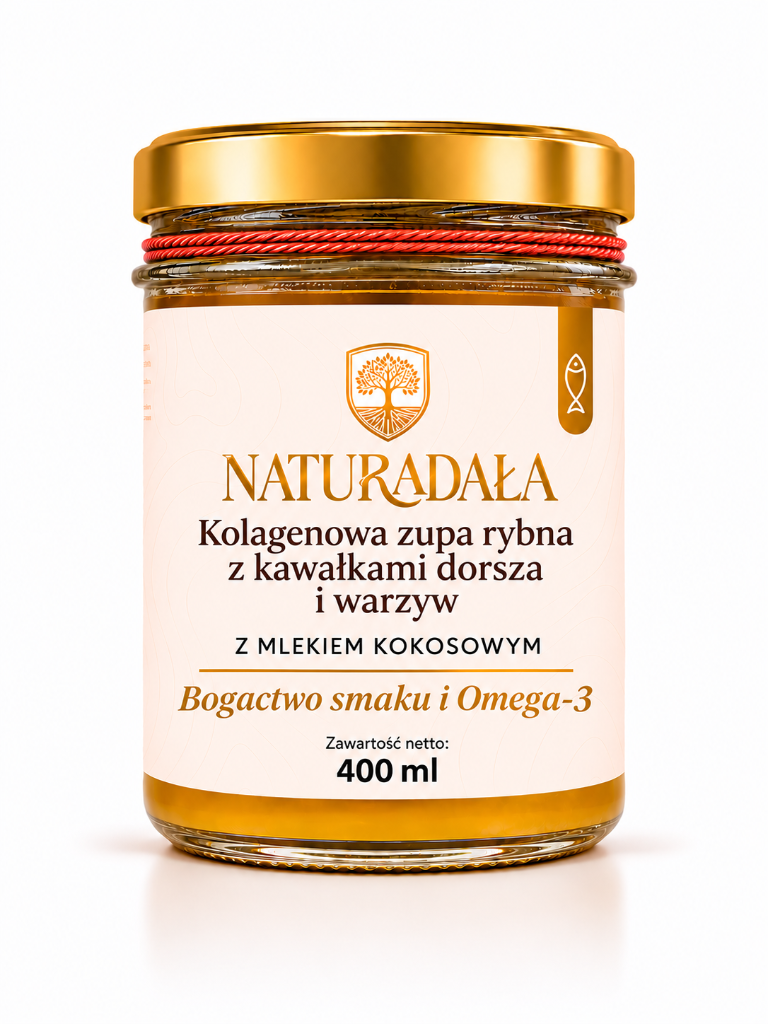 NATURADAŁA
Kolagenowa zupa rybna
z kawałkami dorsza
i warzyw
Z MLEKIEM KOKOSOWYM
Bogactwo smaku i Omega-3
Zawartość netto:
400 ml